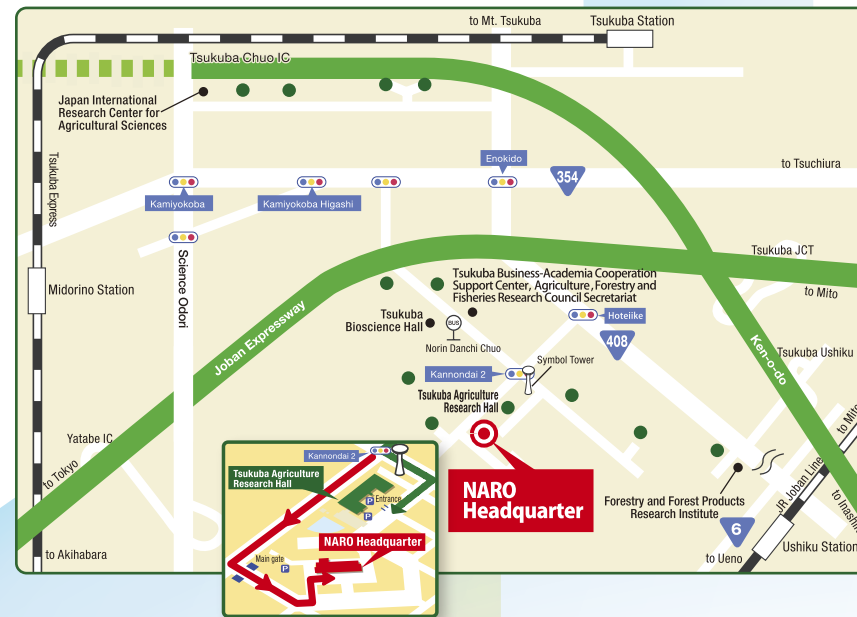 to Mt. Tsukuba
Tsukuba Station
Tsukuba Chuo IC
Japan International
Research Center for
Agricultural Sciences
Tsukuba Express
Enokido
354
to Tsuchiura
Kamiyokoba
Kamiyokoba Higashi
Science Odori
Tsukuba JCT
to Mito
Midorino Station
Tsukuba Business-Academia Cooperation
Support Center, Agriculture, Forestry and
Fisheries Research Council Secretariat
Tsukuba
Bioscience Hall
BUS
Norin Danchi Chuo
Hoteiike
408
Joban Expressway
Ken-o-do
Tsukuba Ushiku
Symbol Tower
Kannondai 2
Tsukuba Agriculture
Research Hall
Yatabe IC
to Tokyo
to Akihabara
NARO
Headquarter
Forestry and Forest Products
Research Institute
6
to Ueno
JR Joban Line
Ushiku Station
to Mito
Kannondai 2
Tsukuba Agriculture
Research Hall
P
Entrance
P
NARO Headquarter
Main gate
P